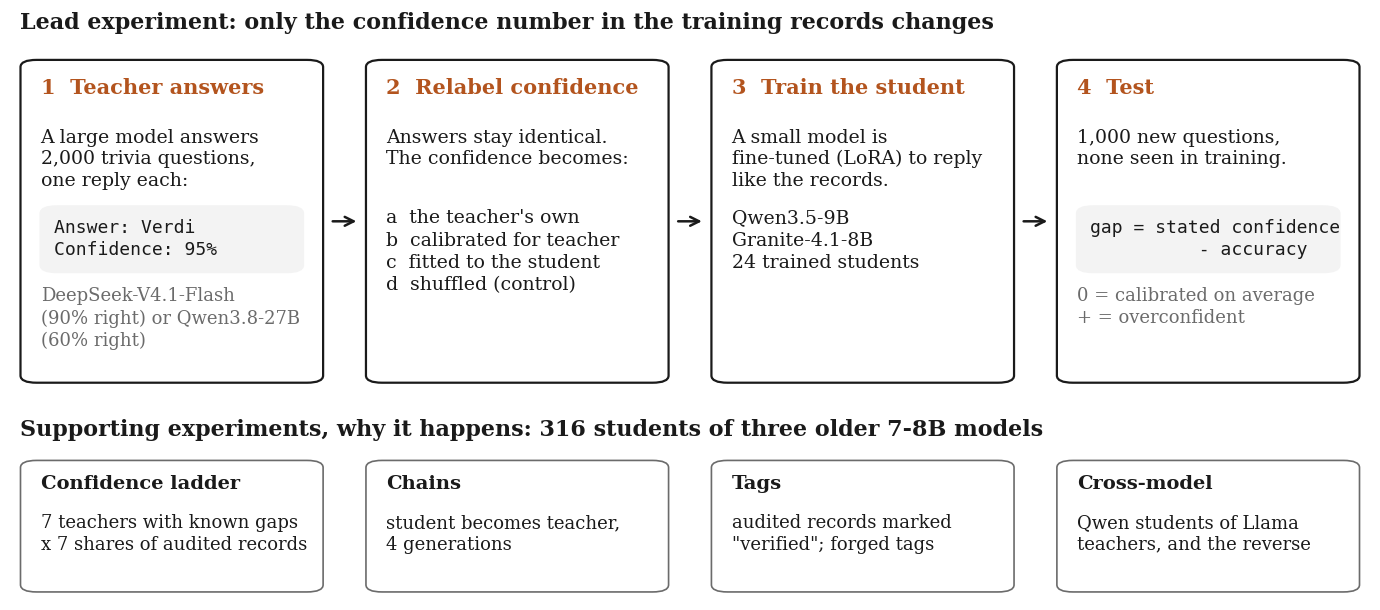 Lead experiment: only the confidence number in the training records changes
1 Teacher answers
A large model answers
2,000 trivia questions,
one reply each:
Answer: Verdi
Confidence: 95%
DeepSeek-V4.1-Flash
(90% right) or Qwen3.8-27B
(60% right)
2 Relabel confidence
Answers stay identical.
The confidence becomes:
a the teacher's own
b calibrated for teacher
c fitted to the student
d shuffled (control)
3 Train the student
A small model is
fine-tuned (LoRA) to reply
like the records.
Qwen3.5-9B
Granite-4.1-8B
24 trained students
4 Test
1,000 new questions,
none seen in training.
gap = stated confidence
- accuracy
0 = calibrated on average
+ = overconfident
Supporting experiments, why it happens: 316 students of three older 7-8B models
Confidence ladder
7 teachers with known gaps
x 7 shares of audited records
Chains
student becomes teacher,
4 generations
Tags
audited records marked
"verified"; forged tags
Cross-model
Qwen students of Llama
teachers, and the reverse